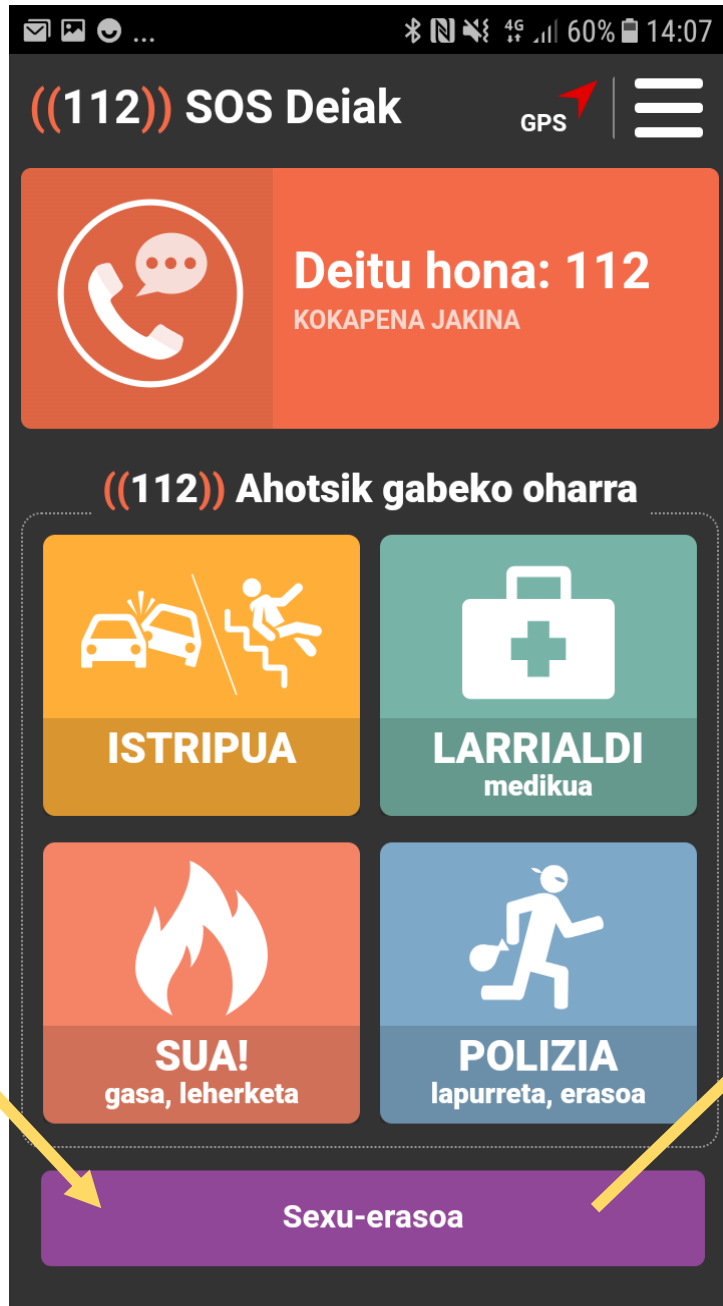 ... 4G 60% 14:07
((112)) SOS Deiak GPS
Deitu hona: 112
KOKAPENA JAKINA
((112)) Ahotsik gabeko oharra
ISTRIPUA
LARRIALDI
medikua
SUA!
gasa, leherketa
POLIZIA
lapurreta, erasoa
Sexu-erasoa